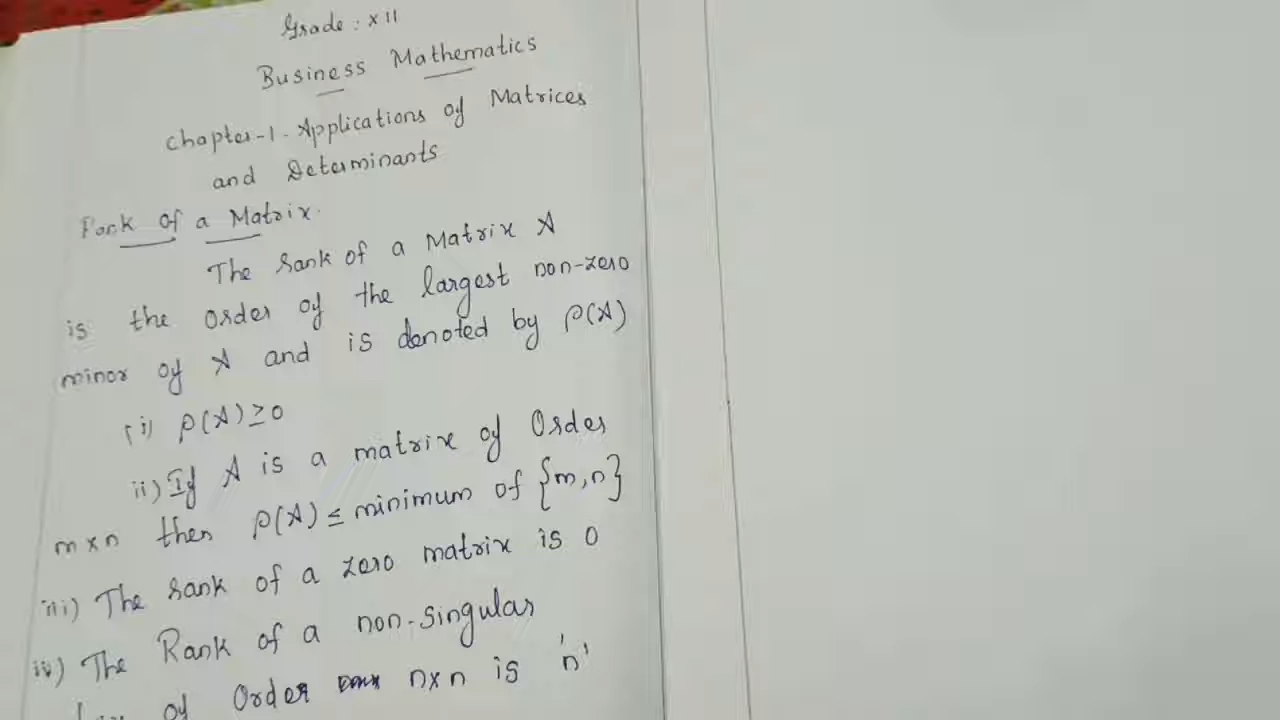 Grade : XII
Business Mathematics
Chapter-1. Applications of Matrices
and Determinants
Rank of a Matrix.
The rank of a Matrix A
is the order of the largest non-zero
minor of A and is denoted by ρ(A)
(i) ρ(A) ≥ 0
ii) If A is a matrix of Order
m×n then ρ(A) ≤ minimum of {m,n}
iii) The rank of a zero matrix is 0
iv) The Rank of a non-singular
of Order n×n is 'n'